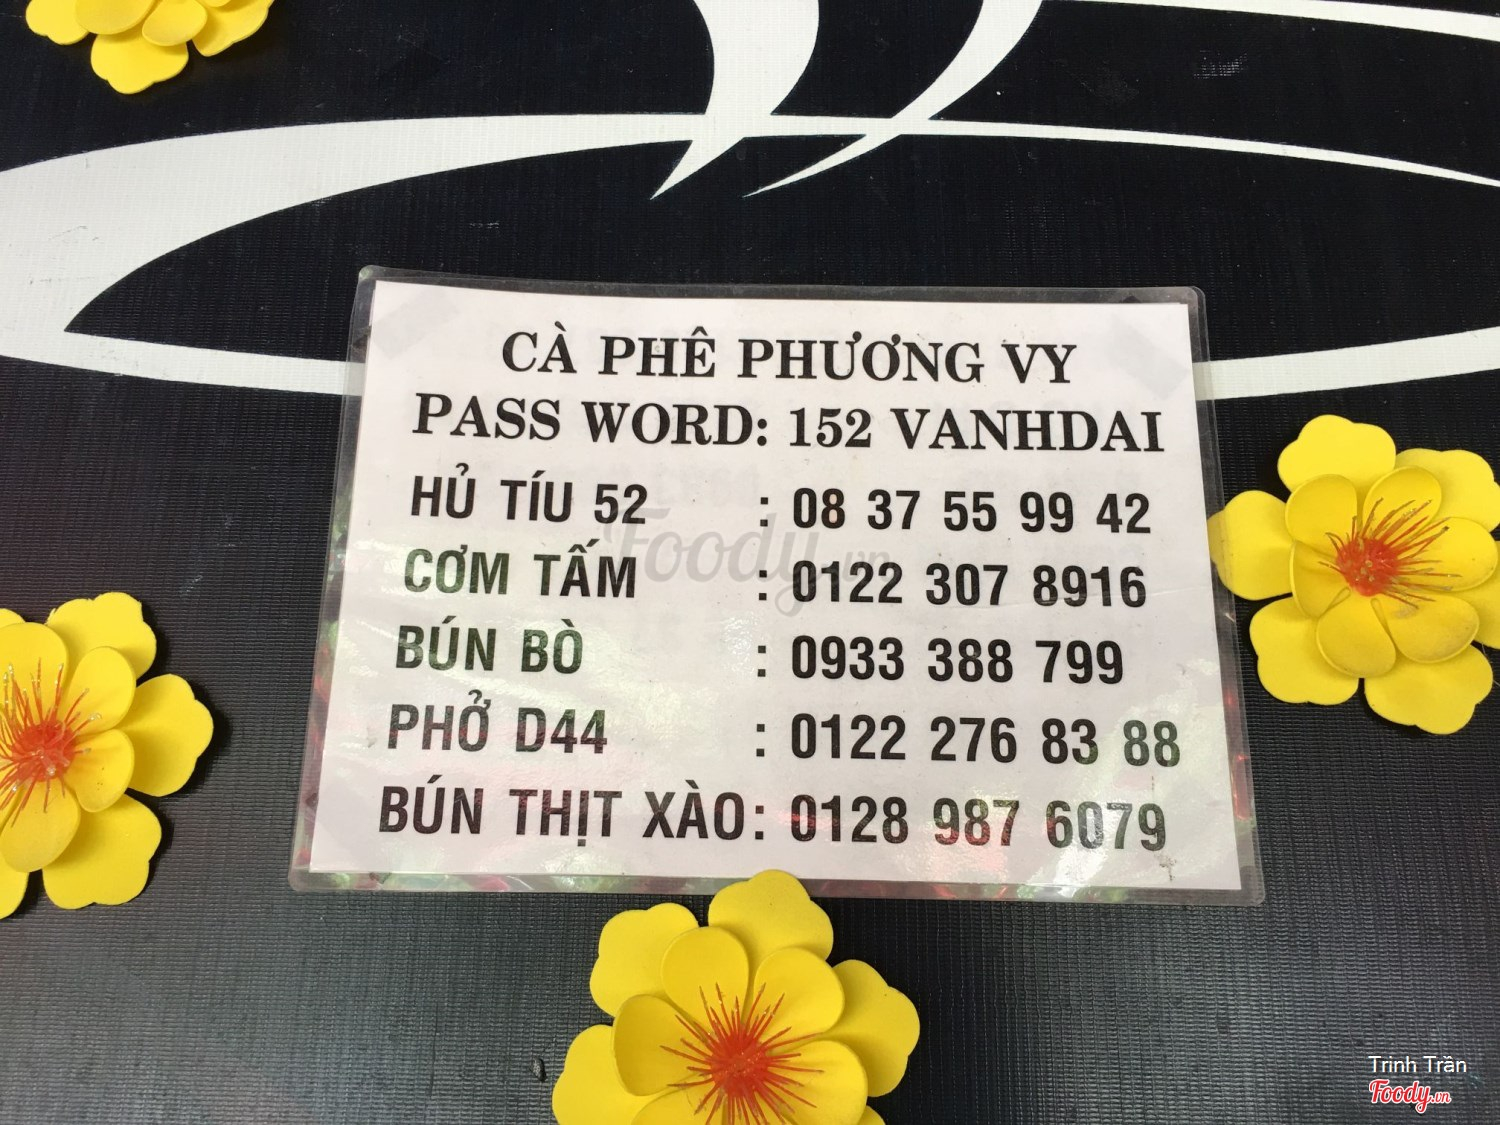 CÀ PHÊ PHƯƠNG VY
PASS WORD: 152 VANHDAI
HỦ TÍU 52 : 08 37 55 99 42
CƠM TẤM : 0122 307 8916
BÚN BÒ : 0933 388 799
PHỞ D44 : 0122 276 83 88
BÚN THỊT XÀO: 0128 987 6079
Foody.vn
Trinh Trần
Foody.vn